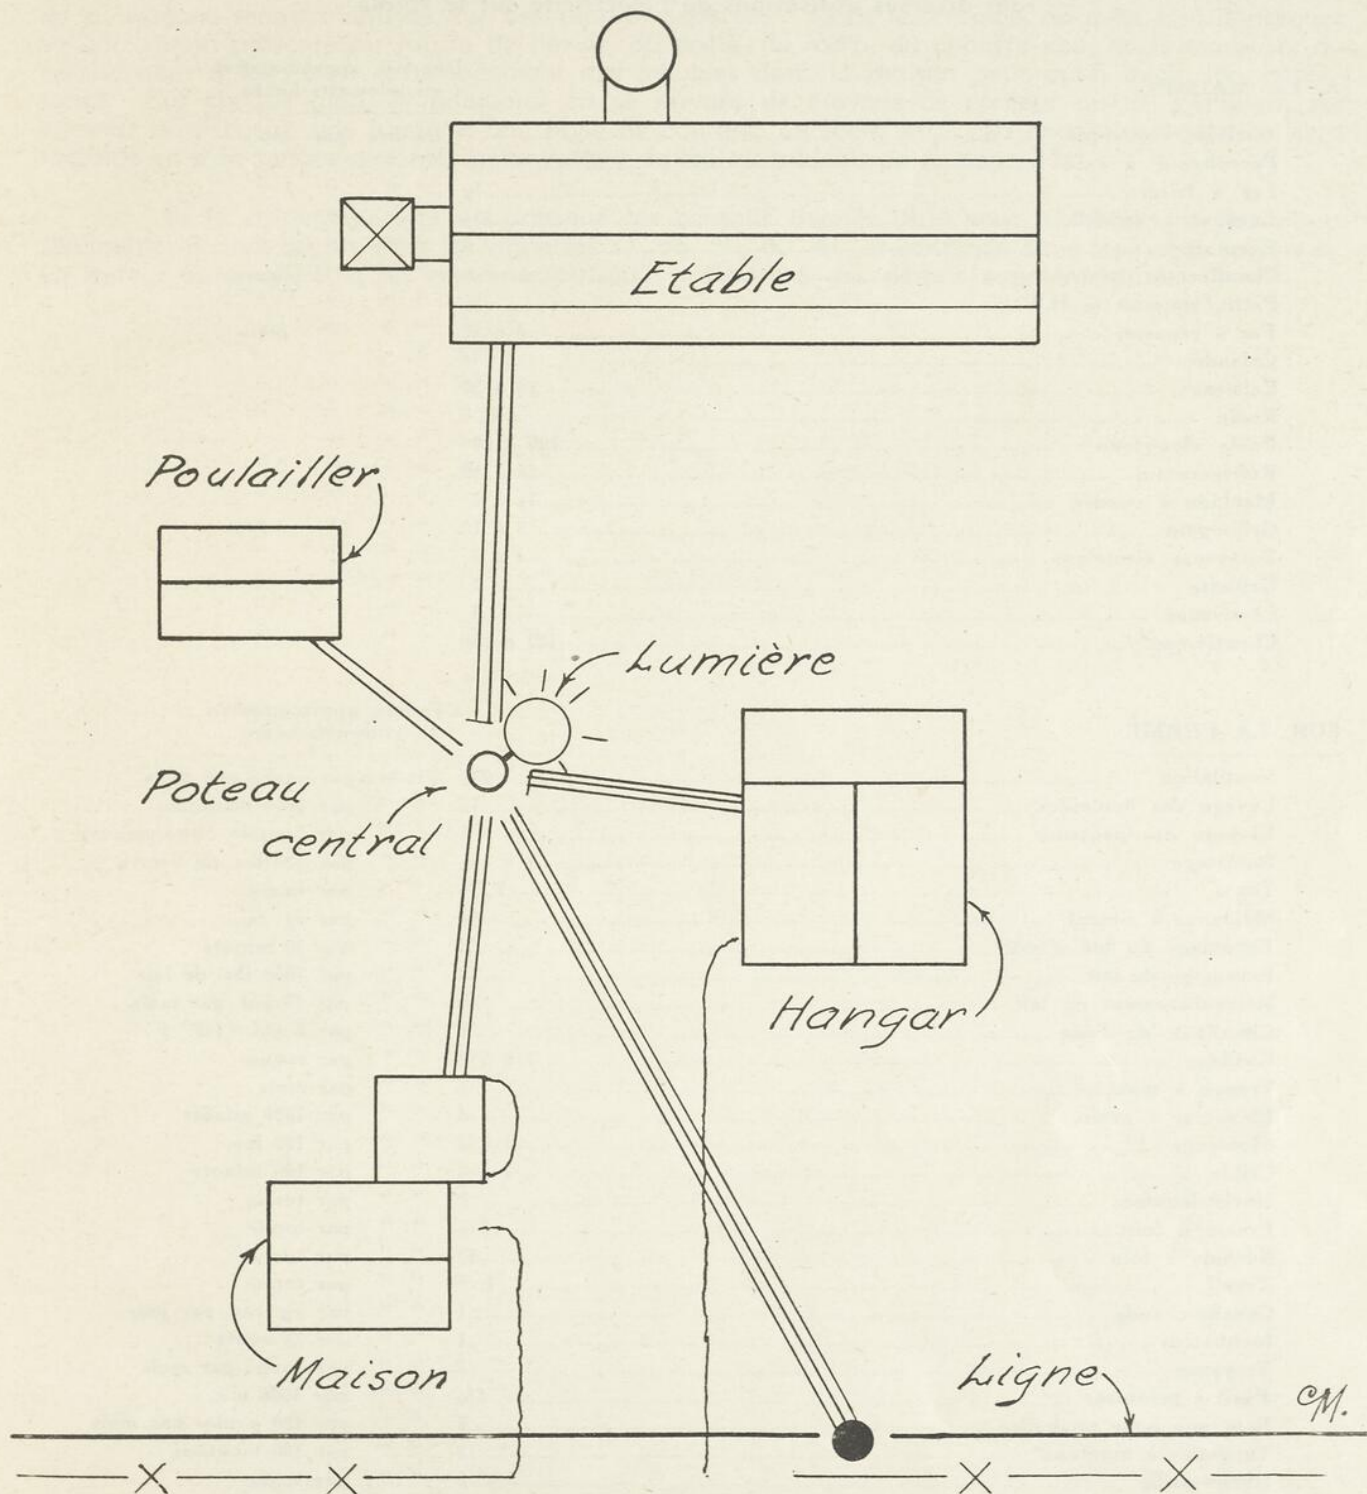 Etable
Poulailler
Lumière
Poteau
central
Hangar
Maison
Ligne
CM.